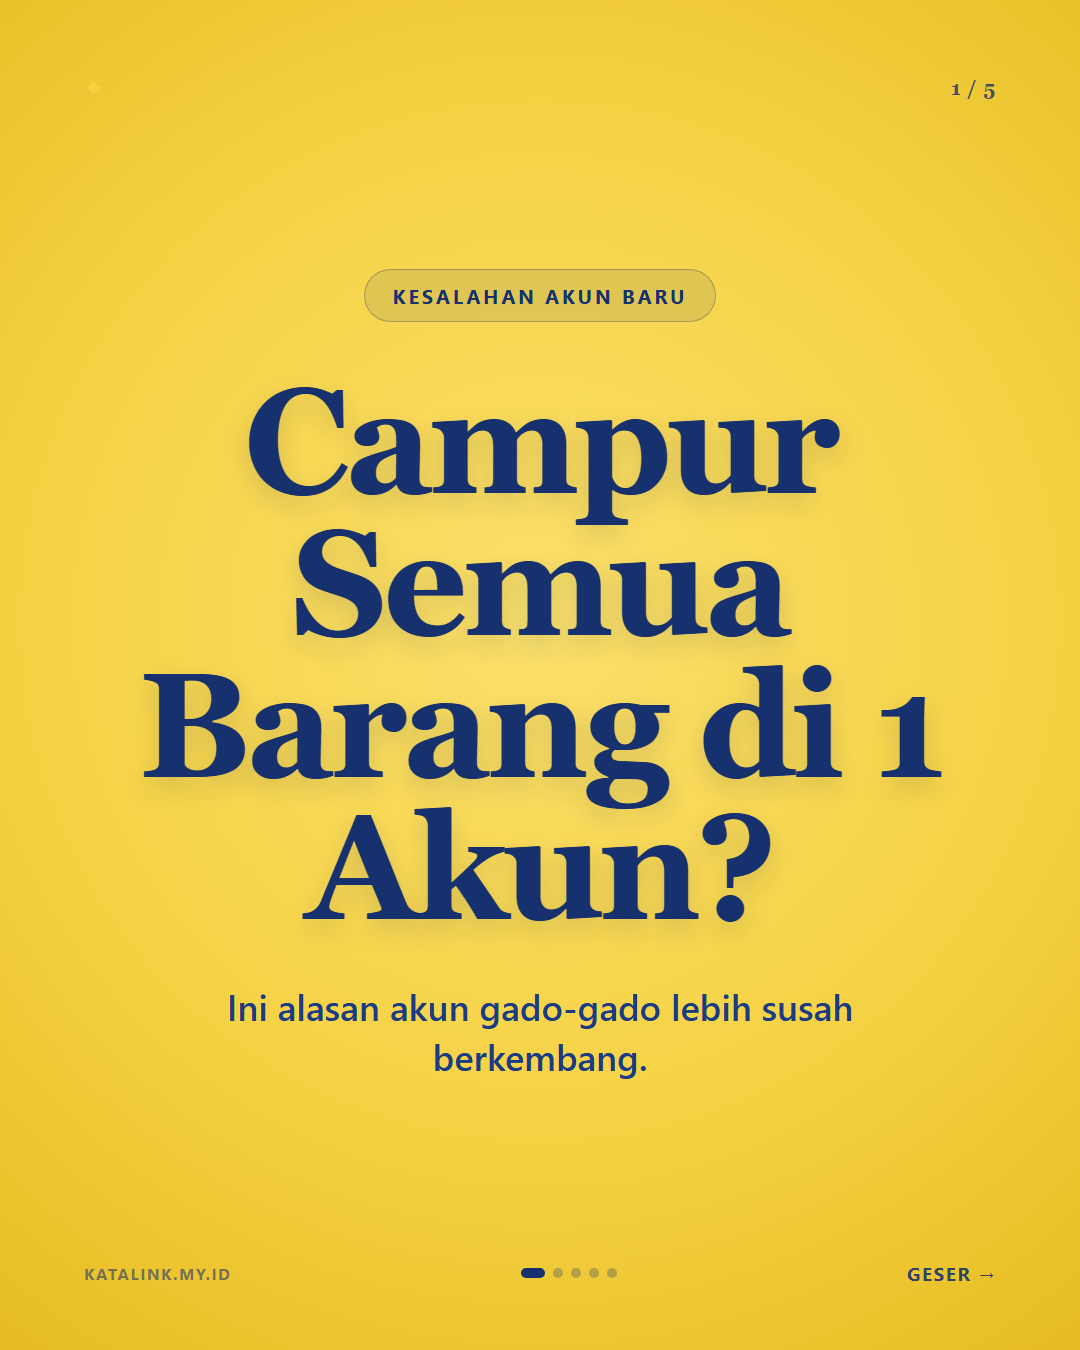 1 / 5
KESALAHAN AKUN BARU
Campur
Semua
Barang di 1
Akun?
Ini alasan akun gado-gado lebih susah
berkembang.
KATALINK.MY.ID
GESER →